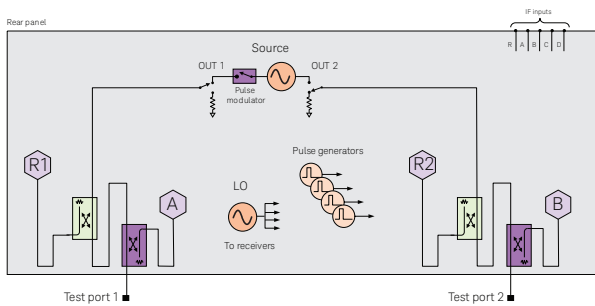 IF inputs
Rear panel
R A B C D
Source
OUT 1
OUT 2
Pulse
modulator
Pulse generators
R1
R2
A
LO
B
To receivers
Test port 1
Test port 2